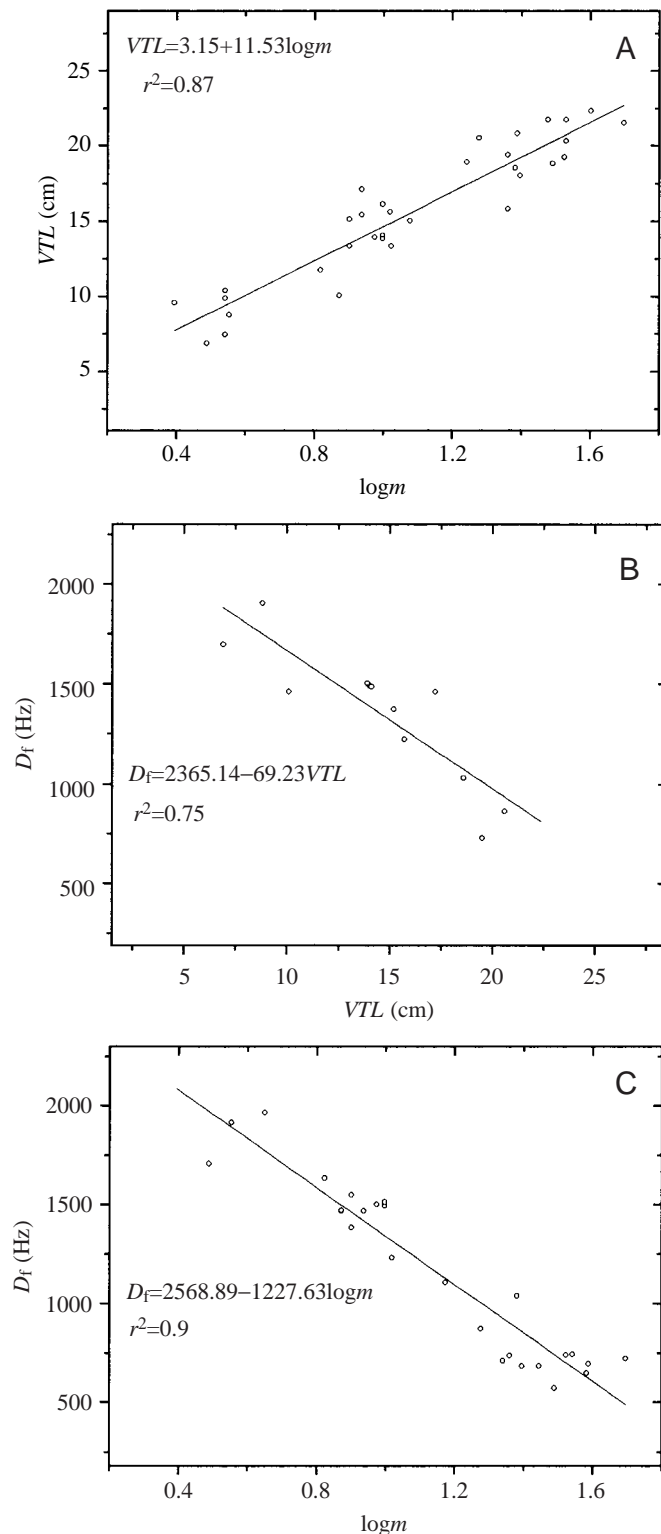 A
VTL=3.15+11.53logm
r²=0.87
25
20
15
10
5
VTL (cm)
0.4 0.8 1.2 1.6
logm
B
2000
1500
1000
500
Df (Hz)
Df=2365.14−69.23VTL
r²=0.75
5 10 15 20 25
VTL (cm)
C
2000
1500
1000
500
Df (Hz)
Df=2568.89−1227.63logm
r²=0.9
0.4 0.8 1.2 1.6
logm